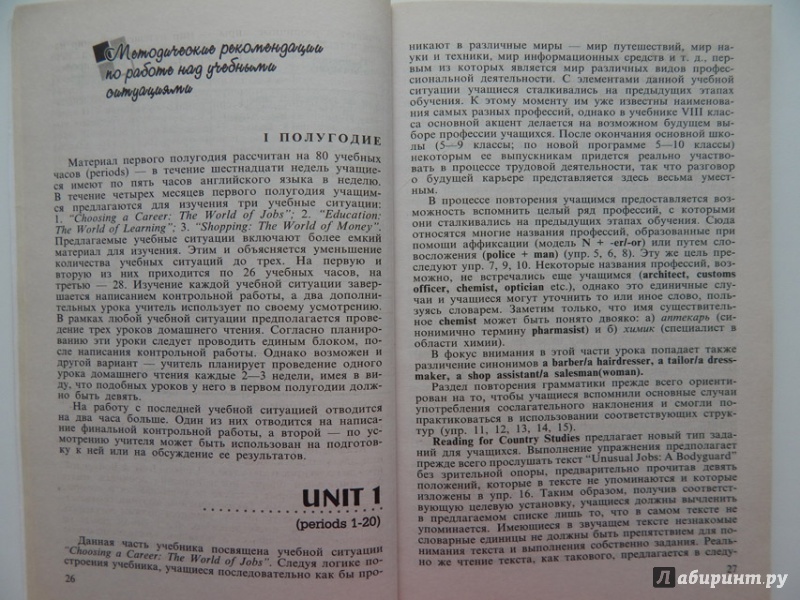 Методические рекомендации
по работе над учебными
ситуациями
I ПОЛУГОДИЕ
Материал первого полугодия рассчитан на 80 учебных
часов (periods) — в течение шестнадцати недель учащие-
ся имеют по пять часов английского языка в неделю.
В течение четырех месяцев первого полугодия учащим-
ся предлагаются для изучения три учебные ситуации:
1. “Choosing a Career: The World of Jobs”; 2. “Education:
The World of Learning”; 3. “Shopping: The World of Money”.
Предлагаемые учебные ситуации включают более емкий
материал для изучения. Этим и объясняется уменьшение
количества учебных ситуаций до трех. На первую и
вторую из них приходится по 26 учебных часов, на
третью — 28. Изучение каждой учебной ситуации завер-
шается написанием контрольной работы, а два дополни-
тельных урока учитель использует по своему усмотрению.
В рамках любой учебной ситуации предполагается прове-
дение трех уроков домашнего чтения. Согласно планиро-
ванию эти уроки следует проводить единым блоком, пос-
ле написания контрольной работы. Однако возможен и
другой вариант — учитель планирует проведение одного
урока домашнего чтения каждые 2—3 недели, имея в ви-
ду, что подобных уроков у него в первом полугодии долж-
но быть девять.
На работу с последней учебной ситуацией отводится
на два часа больше. Один из них отводится на написа-
ние финальной контрольной работы, а второй — по ус-
мотрению учителя может быть использован на подготов-
ку к ней или на обсуждение ее результатов.
UNIT 1
(periods 1-20)
Данная часть учебника посвящена учебной ситуации
“Choosing a Career: The World of Jobs”. Следуя логике по-
строения учебника, учащиеся последовательно как бы про-
26
никают в различные миры — мир путешествий, мир на-
уки и техники, мир информационных средств и т. д., пер-
вым из которых является мир различных видов профес-
сиональной деятельности. С элементами данной учебной
ситуации учащиеся сталкивались на предыдущих этапах
обучения. К этому моменту им уже известны наименова-
ния самых разных профессий, однако в учебнике VIII клас-
са основной акцент делается на возможном будущем вы-
боре профессии учащихся. После окончания основной шко-
лы (5—9 классы; по новой программе 5—10 классы)
некоторым ее выпускникам придется реально участво-
вать в процессе трудовой деятельности, так что разговор
о будущей карьере представляется здесь весьма умест-
ным.
В процессе повторения учащимся предоставляется воз-
можность вспомнить целый ряд профессий, с которыми
они сталкивались на предыдущих этапах обучения. Сюда
относятся многие названия профессий, образованные при
помощи аффиксации (модель N + -er/-or) или путем сло-
восложения (police + man) (упр. 5, 6, 8). Эту же цель пре-
следуют упр. 7, 9, 10. Некоторые названия профессий, воз-
можно, не встречались еще учащимся (architect, customs
officer, chemist, optician etc.), однако это единичные слу-
чаи и учащиеся могут уточнить то или иное слово, поль-
зуясь словарем. Заметим только, что имя существитель-
ное chemist может быть понято двояко: а) аптекарь (си-
нонимично термину pharmasist) и б) химик (специалист в
области химии).
В фокус внимания в этой части урока попадает также
различение синонимов a barber/a hairdresser, a tailor/a dress-
maker, a shop assistant/a salesman(woman).
Раздел повторения грамматики прежде всего ориенти-
рован на то, чтобы учащиеся вспомнили основные случаи
употребления сослагательного наклонения и смогли по-
практиковаться в использовании соответствующих струк-
тур (упр. 11, 12, 13, 14, 15).
Reading for Country Studies предлагает новый тип зада-
ний для учащихся. Выполнение упражнения предполагает
прежде всего прослушать текст “Unusual Jobs: A Bodyguard”
без зрительной опоры, предварительно прочитав девять
положений, которые в тексте не упоминаются и которые
изложены в упр. 16. Таким образом, получив соответст-
вующую целевую установку, учащиеся должны вычленить
в предлагаемом списке лишь то, что в самом тексте не
упоминается. Имеющиеся в звучащем тексте незнакомые
словарные единицы не должны быть препятствием для по-
нимания текста и выполнения собственно задания. Реаль-
но же чтение текста, как такового, предлагается в следу-
27
Лабиринт.ру